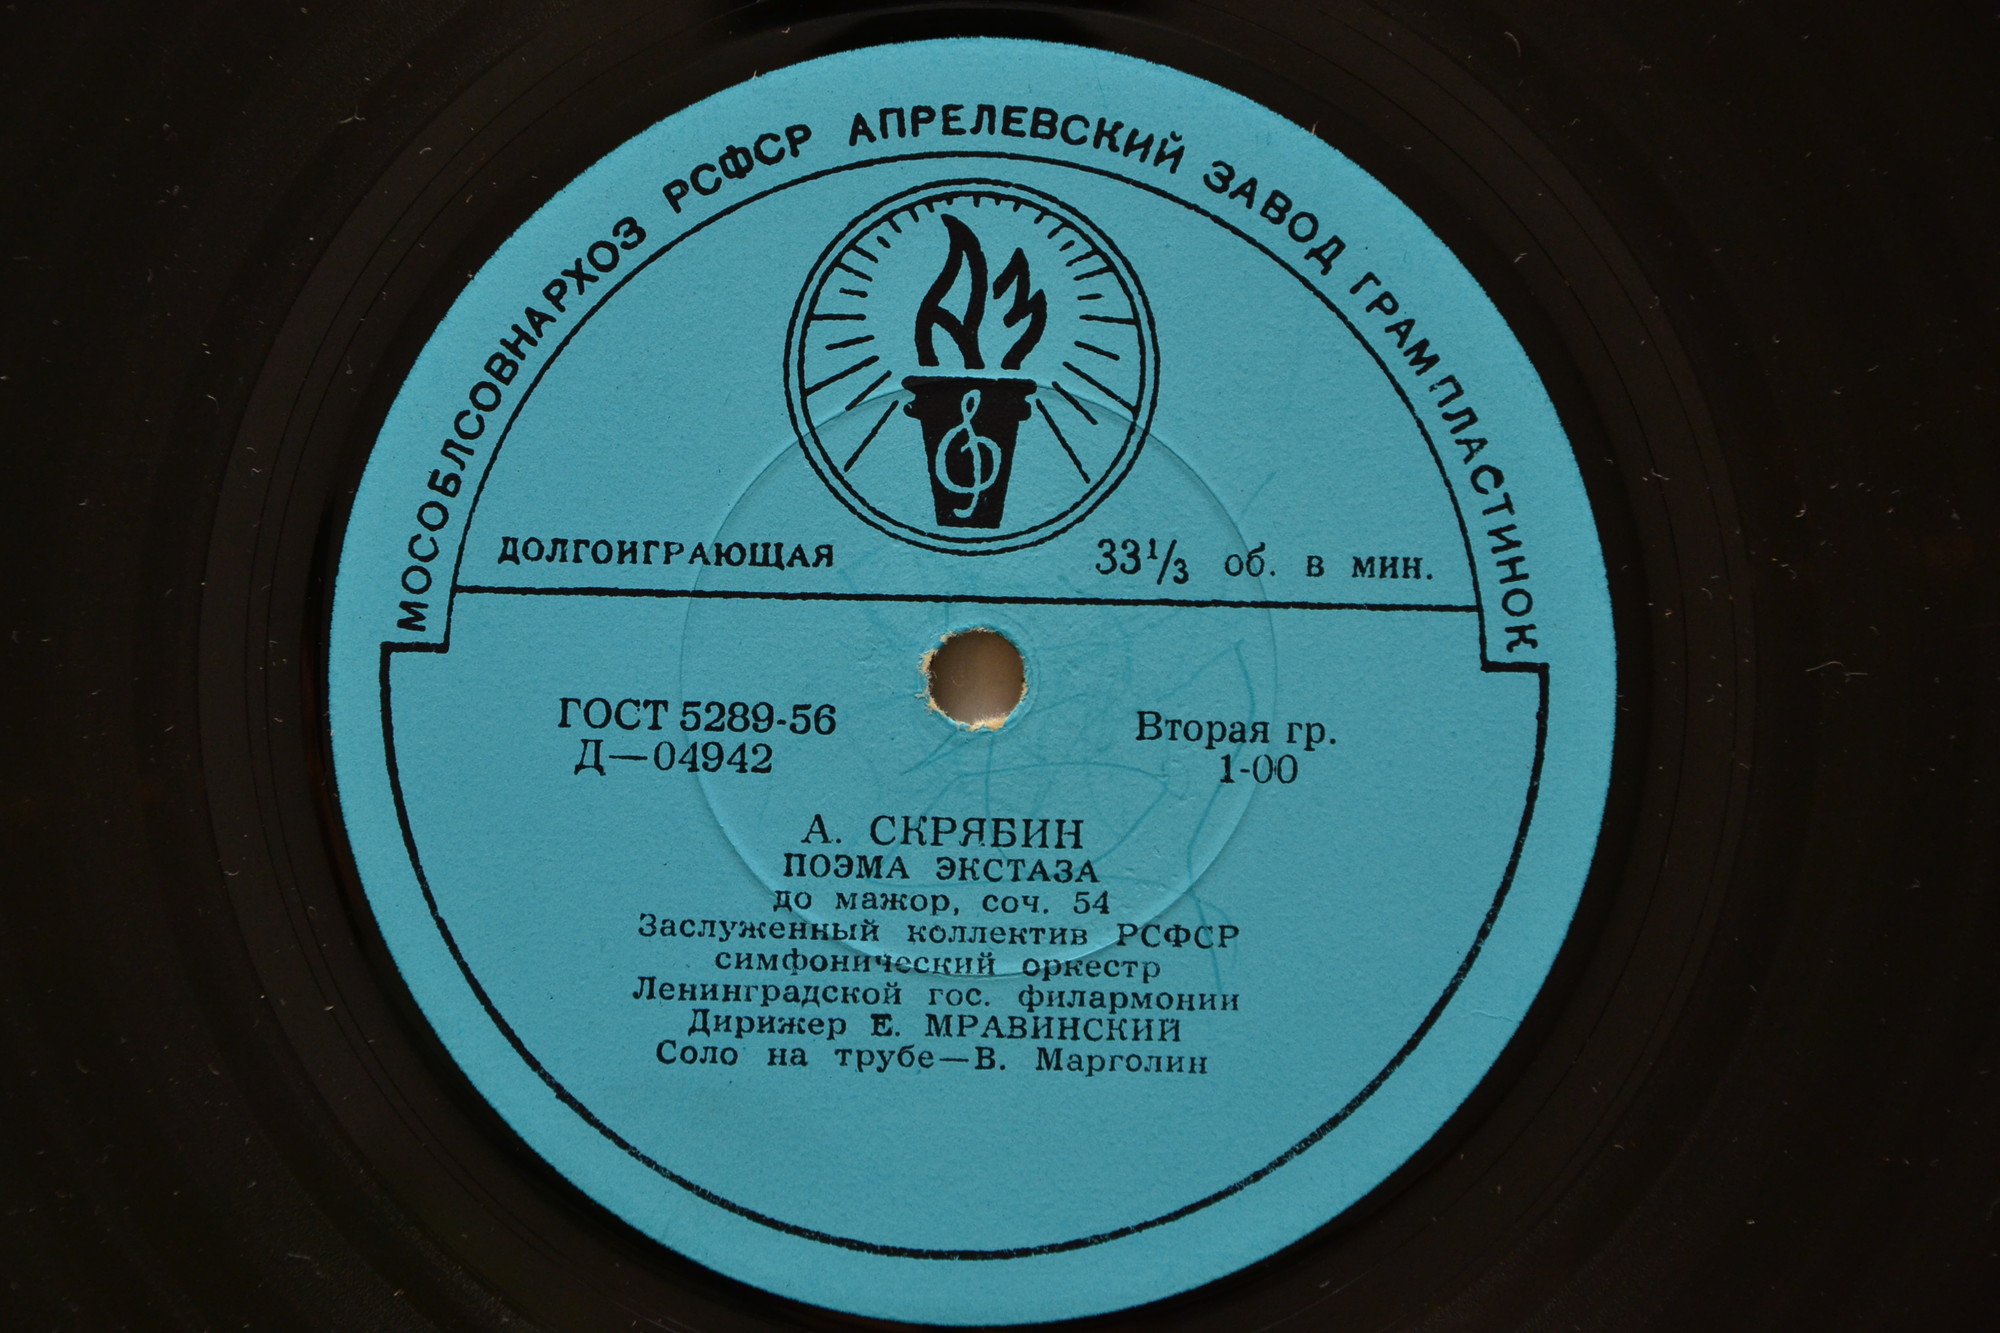 МОСОБЛСОВНАРХОЗ РСФСР АПРЕЛЕВСКИЙ ЗАВОД ГРАМПЛАСТИНОК
АЗ
ДОЛГОИГРАЮЩАЯ
33 1/3 об. в мин.
ГОСТ 5289-56
Д—04942
Вторая гр.
1-00
А. СКРЯБИН
ПОЭМА ЭКСТАЗА
до мажор, соч. 54
Заслуженный коллектив РСФСР
симфонический оркестр
Ленинградской гос. филармонии
Дирижер Е. МРАВИНСКИЙ
Соло на трубе—В. Марголин